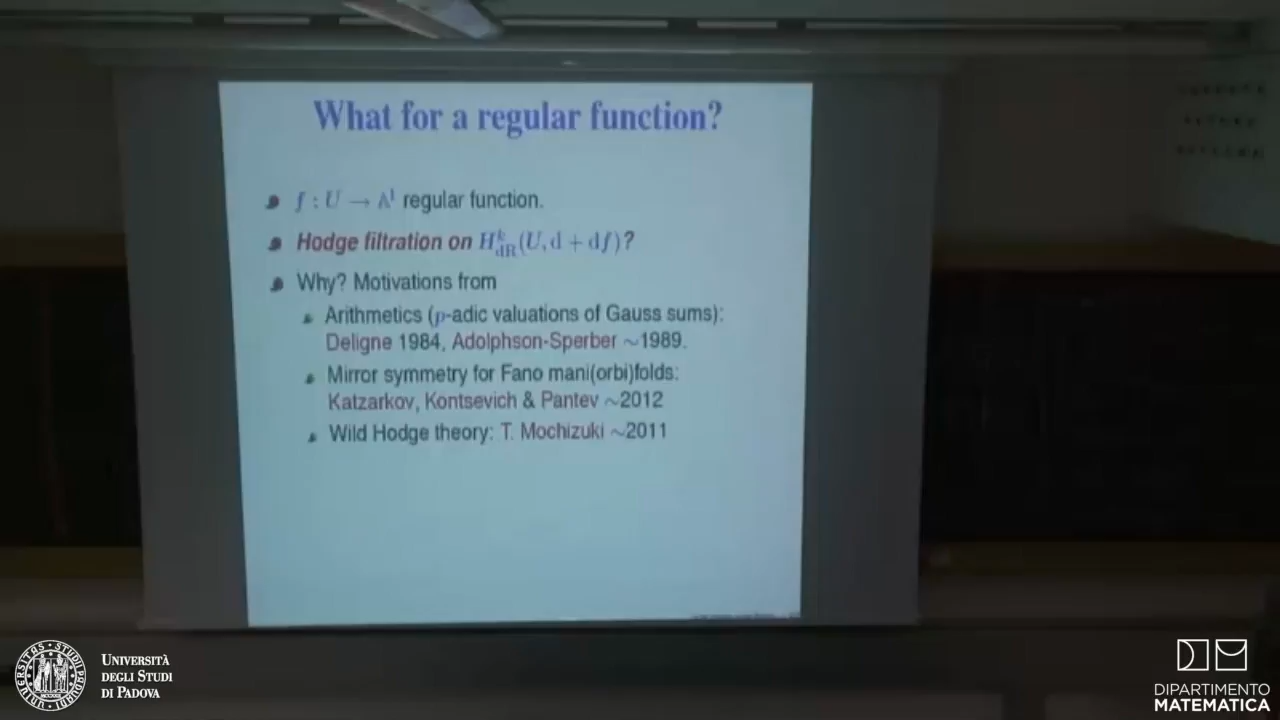 What for a regular function?
f : U → A¹ regular function.
Hodge filtration on H^k_dR(U, d + df)?
Why? Motivations from
Arithmetics (p-adic valuations of Gauss sums):
Deligne 1984, Adolphson-Sperber ~1989.
Mirror symmetry for Fano mani(orbi)folds:
Katzarkov, Kontsevich & Pantev ~2012
Wild Hodge theory: T. Mochizuki ~2011
UNIVERSITÀ
DEGLI STUDI
DI PADOVA
DIPARTIMENTO
MATEMATICA